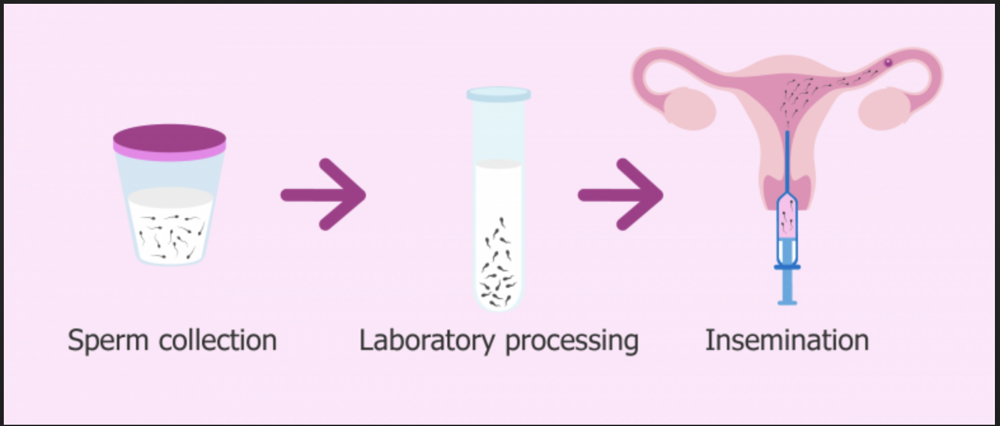 Sperm collection
Laboratory processing
Insemination